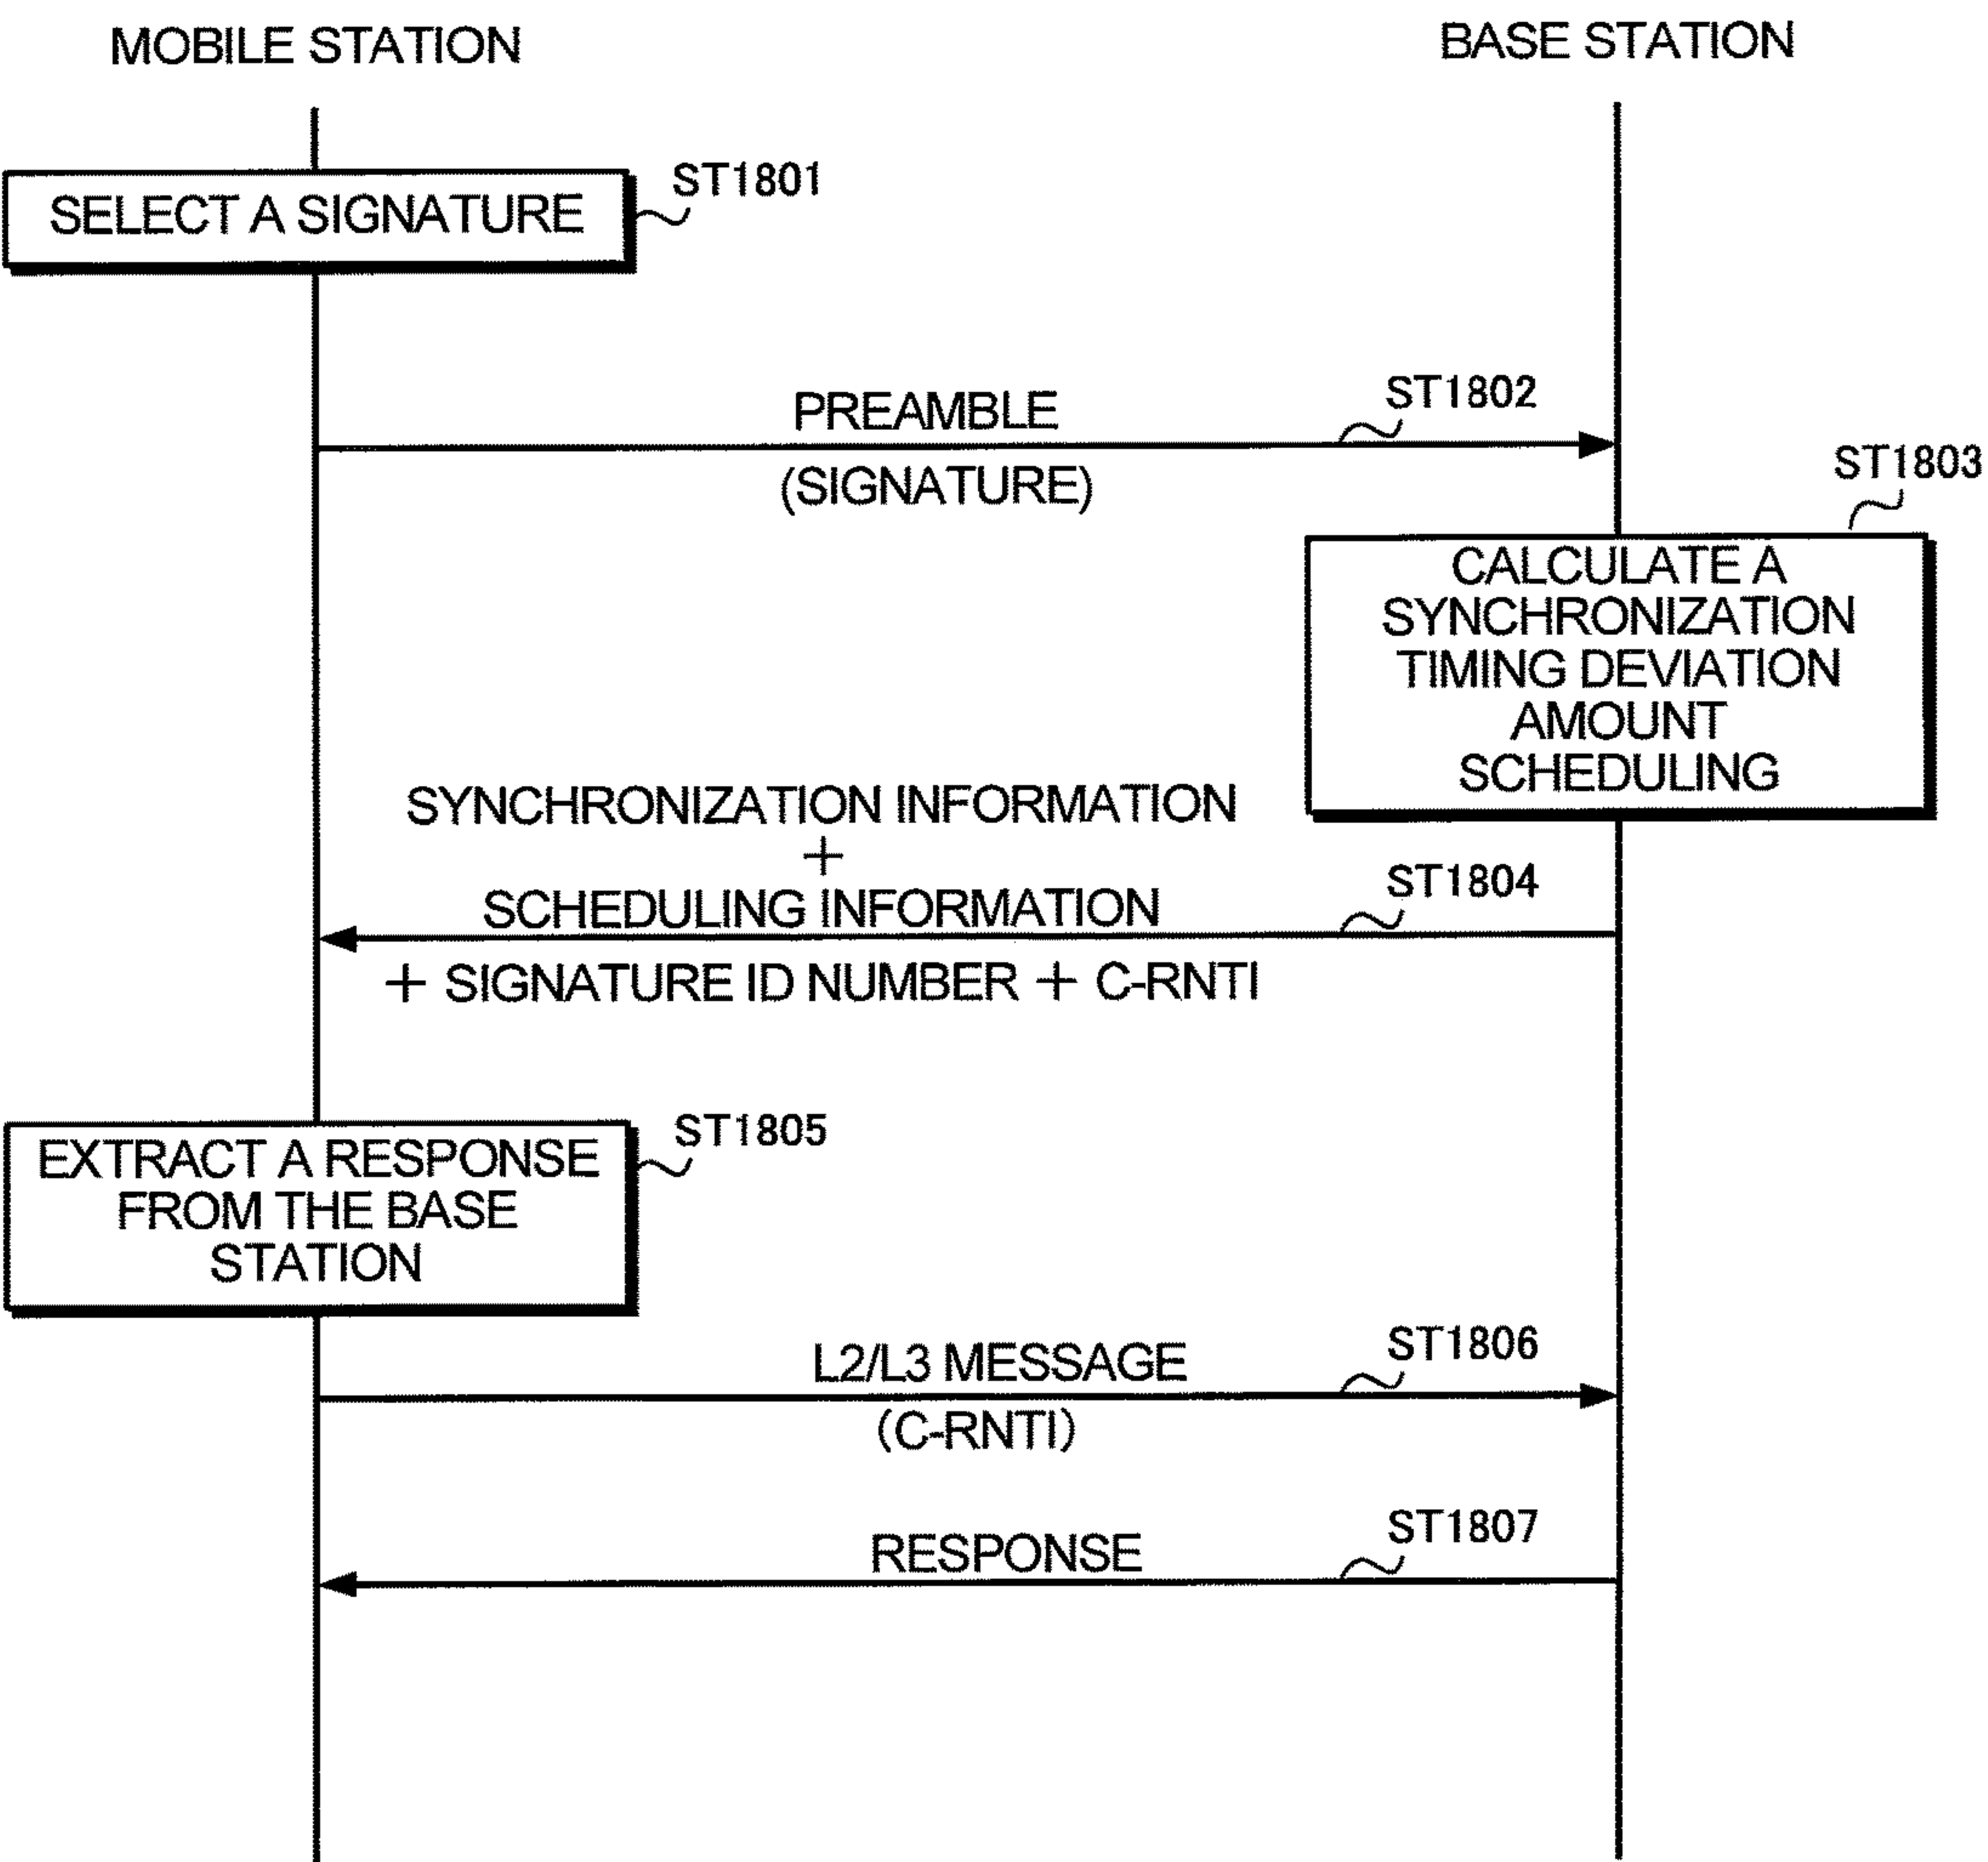 MOBILE STATION
BASE STATION
SELECT A SIGNATURE
ST1801
PREAMBLE
(SIGNATURE)
ST1802
ST1803
CALCULATE A
SYNCHRONIZATION
TIMING DEVIATION
AMOUNT
SCHEDULING
SYNCHRONIZATION INFORMATION
+
SCHEDULING INFORMATION
ST1804
+ SIGNATURE ID NUMBER + C-RNTI
EXTRACT A RESPONSE
FROM THE BASE
STATION
ST1805
L2/L3 MESSAGE
(C-RNTI)
ST1806
RESPONSE
ST1807